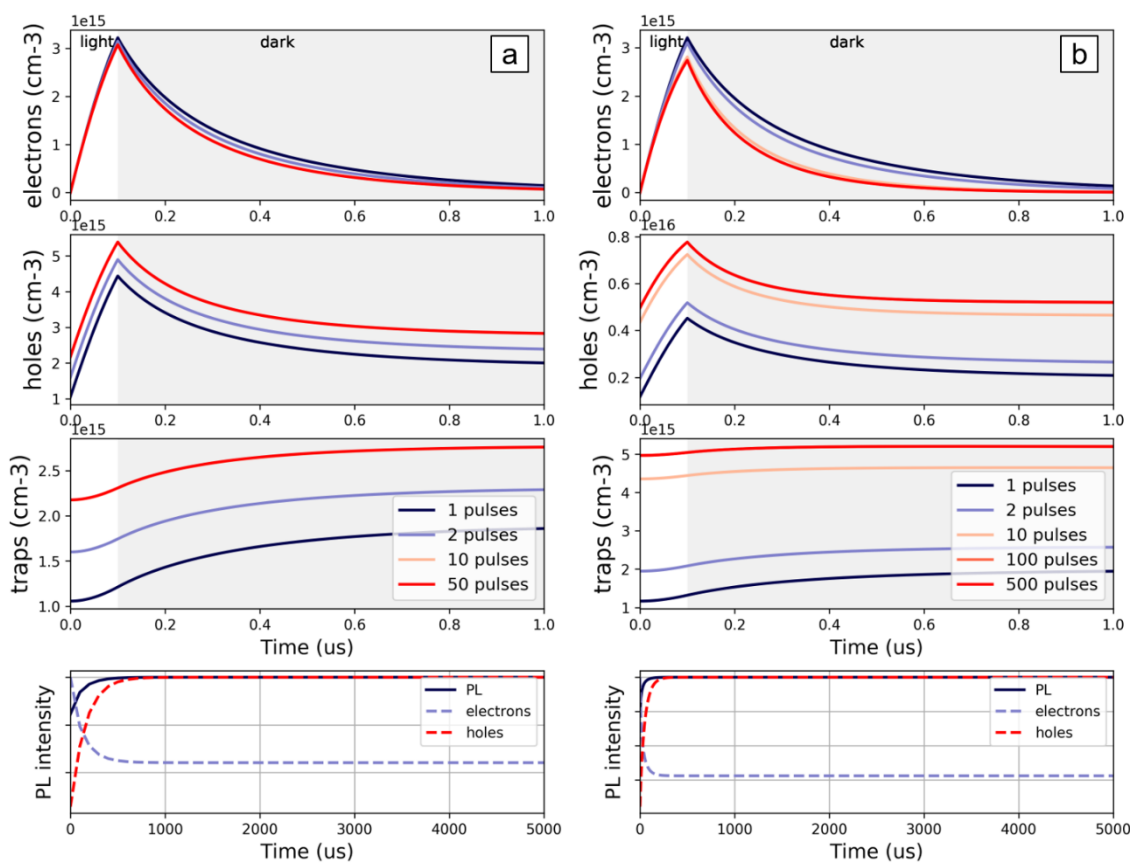 1e15
light
dark
a
electrons (cm-3)
3
2
1
0
0.0 0.2 0.4 0.6 0.8 1.0
1e15
holes (cm-3)
5
4
3
2
1
0.0 0.2 0.4 0.6 0.8 1.0
1e15
traps (cm-3)
2.5
2.0
1.5
1.0
1 pulses
2 pulses
10 pulses
50 pulses
0.0 0.2 0.4 0.6 0.8 1.0
Time (us)
PL intensity
PL
electrons
holes
0 1000 2000 3000 4000 5000
Time (us)
1e15
light
dark
b
electrons (cm-3)
3
2
1
0
0.0 0.2 0.4 0.6 0.8 1.0
1e16
holes (cm-3)
0.8
0.6
0.4
0.2
0.0 0.2 0.4 0.6 0.8 1.0
1e15
traps (cm-3)
5
4
3
2
1
1 pulses
2 pulses
10 pulses
100 pulses
500 pulses
0.0 0.2 0.4 0.6 0.8 1.0
Time (us)
PL intensity
PL
electrons
holes
0 1000 2000 3000 4000 5000
Time (us)